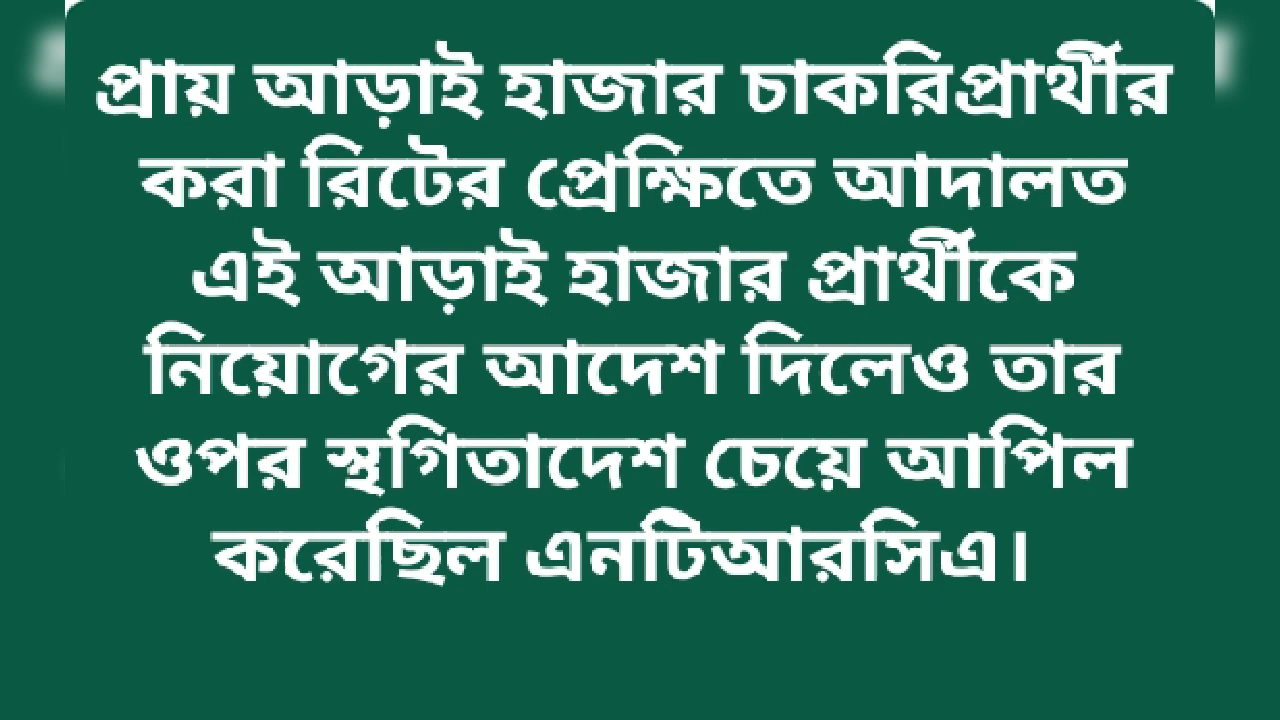 প্রায় আড়াই হাজার চাকরিপ্রার্থীর
করা রিটের প্রেক্ষিতে আদালত
এই আড়াই হাজার প্রার্থীকে
নিয়োগের আদেশ দিলেও তার
ওপর স্থগিতাদেশ চেয়ে আপিল
করেছিল এনটিআরসিএ।